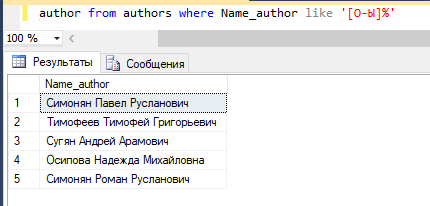 author from authors where Name_author like '[О-Ы]%'
100 %
Результаты Сообщения
Name_author
1 Симонян Павел Русланович
2 Тимофеев Тимофей Григорьевич
3 Сугян Андрей Арамович
4 Осипова Надежда Михайловна
5 Симонян Роман Русланович